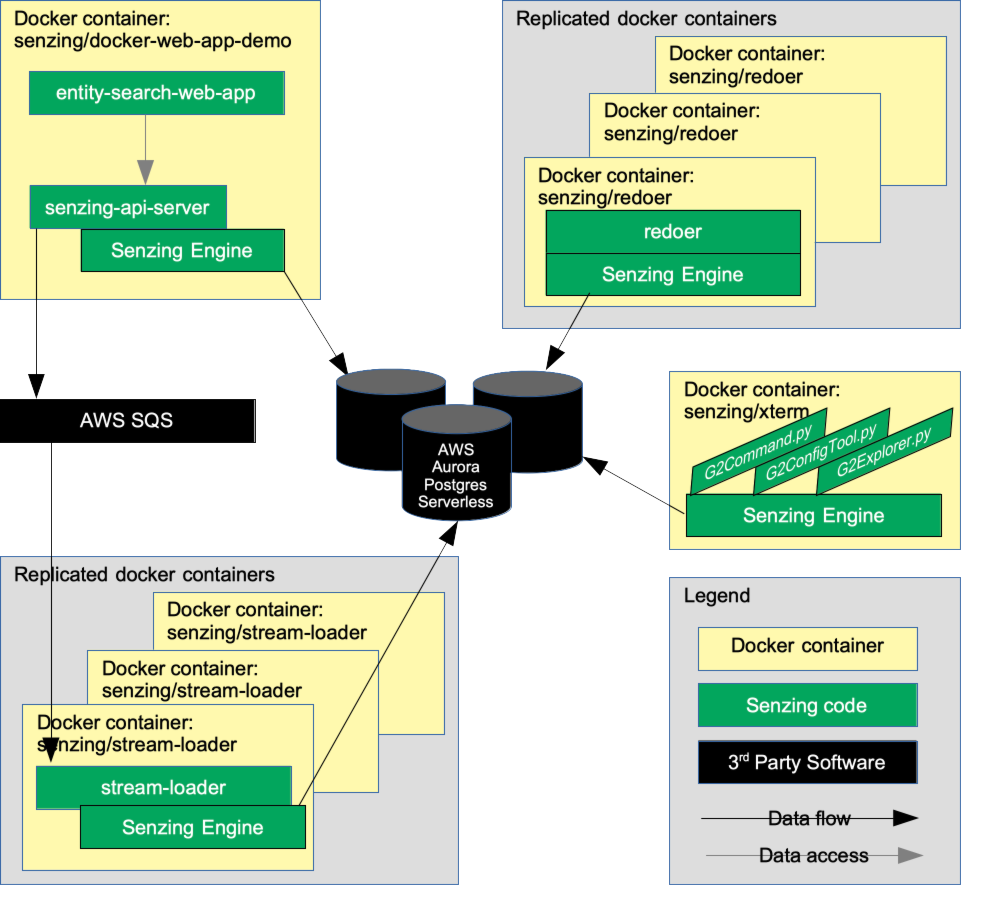 Docker container:
senzing/docker-web-app-demo
entity-search-web-app
senzing-api-server
Senzing Engine
Replicated docker containers
Docker container:
senzing/redoer
Docker container:
senzing/redoer
Docker container:
senzing/redoer
redoer
Senzing Engine
AWS SQS
AWS
Aurora
Postgres
Serverless
Docker container:
senzing/xterm
G2Command.py
G2ConfigTool.py
G2Explorer.py
Senzing Engine
Replicated docker containers
Docker container:
senzing/stream-loader
Docker container:
senzing/stream-loader
Docker container:
senzing/stream-loader
stream-loader
Senzing Engine
Legend
Docker container
Senzing code
3rd Party Software
Data flow
Data access